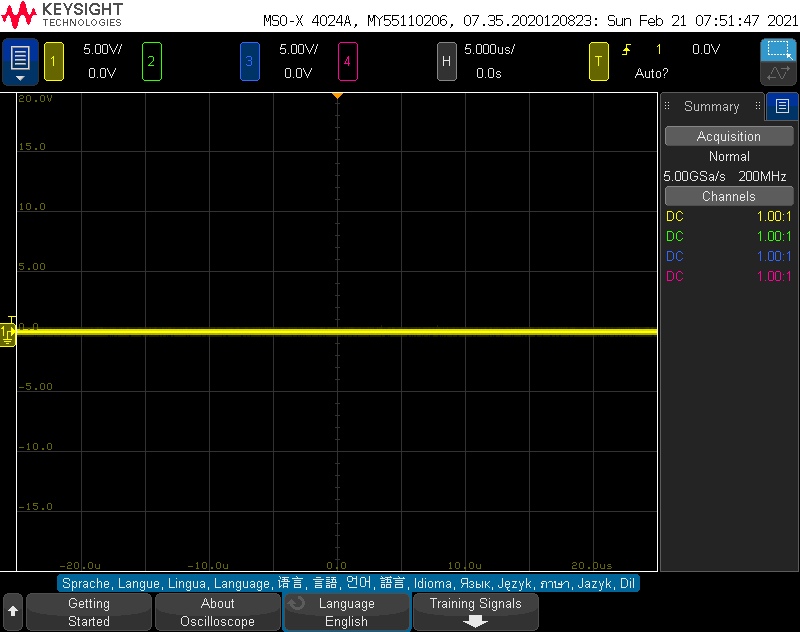 KEYSIGHT
TECHNOLOGIES
MSO-X 4024A, MY55110206, 07.35.2020120823: Sun Feb 21 07:51:47 2021
1 5.00V/ 2 3 5.00V/ 4 H 5.000us/ T 1 0.0V
0.0V 0.0V 0.0s Auto?
20.0V
15.0
10.0
5.00
T
1 0.0
-5.00
-10.0
-15.0
-20.0u -10.0u 0.0 10.0u 20.0us
Summary
Acquisition
Normal
5.00GSa/s 200MHz
Channels
DC 1.00:1
DC 1.00:1
DC 1.00:1
DC 1.00:1
Sprache, Langue, Lingua, Language, 语言, 言語, 언어, 語言, Idioma, Язык, Język, ภาษา, Jazyk, Dil
Getting
Started
About
Oscilloscope
Language
English
Training Signals